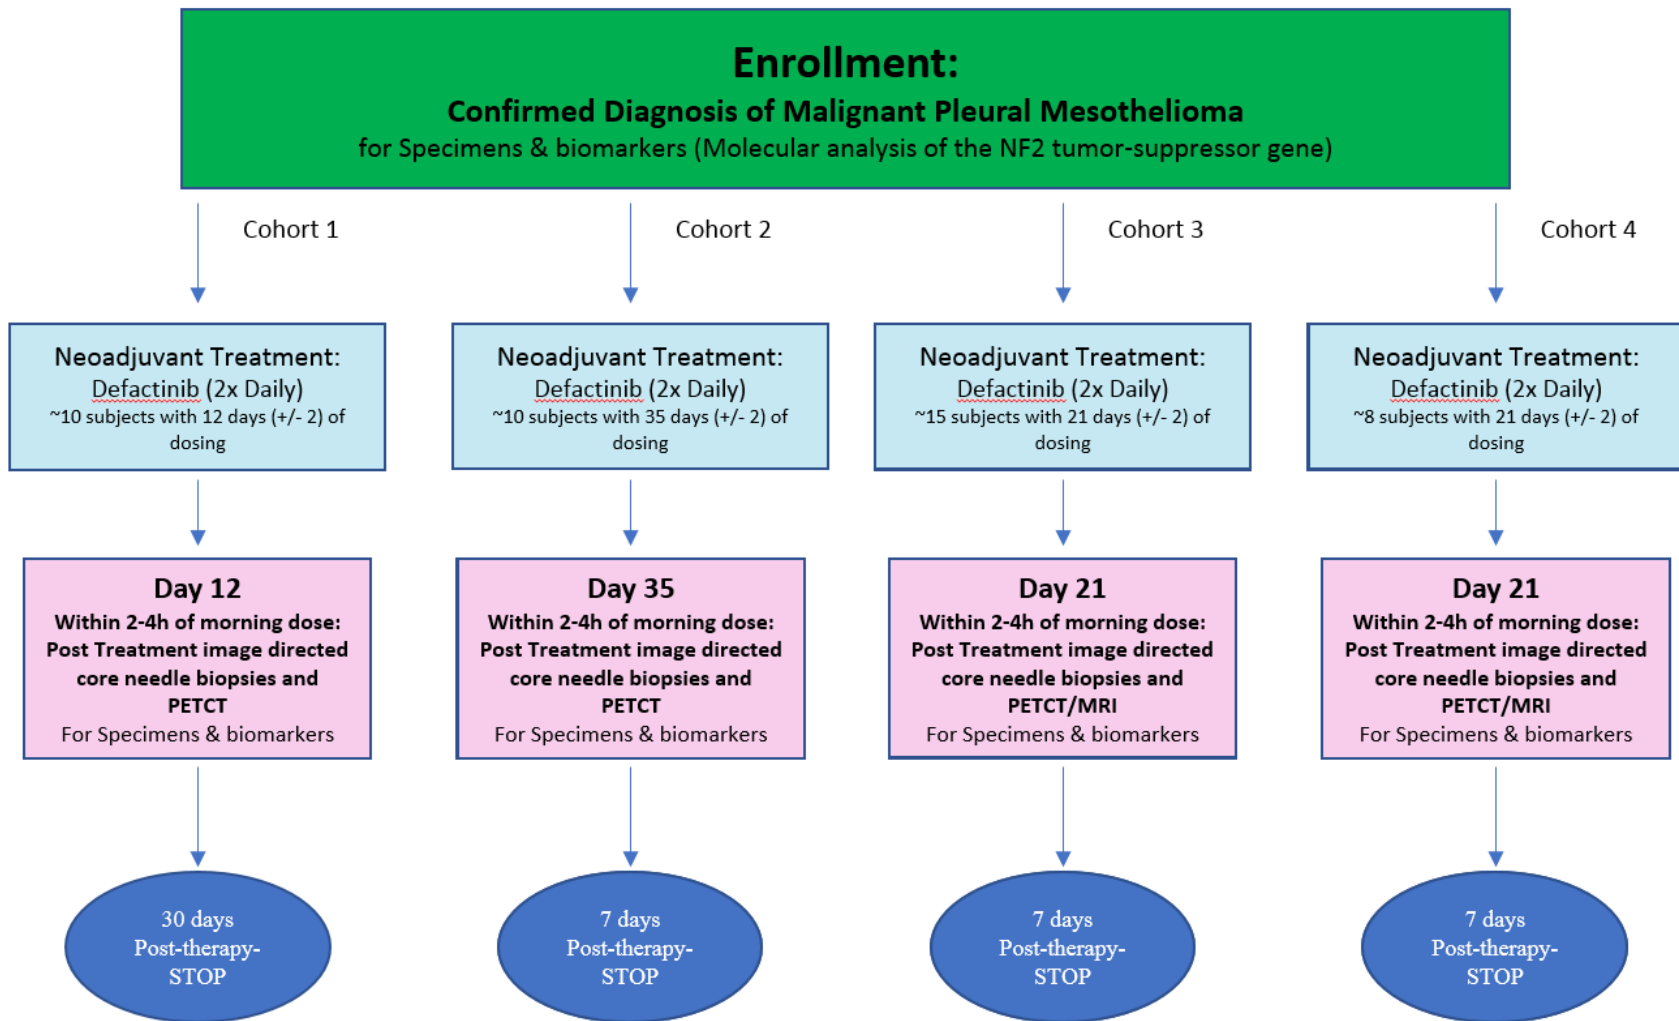 Enrollment:
Confirmed Diagnosis of Malignant Pleural Mesothelioma
for Specimens & biomarkers (Molecular analysis of the NF2 tumor-suppressor gene)
Cohort 1
Cohort 2
Cohort 3
Cohort 4
Neoadjuvant Treatment:
Defactinib (2x Daily)
~10 subjects with 12 days (+/- 2) of
dosing
Neoadjuvant Treatment:
Defactinib (2x Daily)
~10 subjects with 35 days (+/- 2) of
dosing
Neoadjuvant Treatment:
Defactinib (2x Daily)
~15 subjects with 21 days (+/- 2) of
dosing
Neoadjuvant Treatment:
Defactinib (2x Daily)
~8 subjects with 21 days (+/- 2) of
dosing
Day 12
Within 2-4h of morning dose:
Post Treatment image directed
core needle biopsies and
PETCT
For Specimens & biomarkers
Day 35
Within 2-4h of morning dose:
Post Treatment image directed
core needle biopsies and
PETCT
For Specimens & biomarkers
Day 21
Within 2-4h of morning dose:
Post Treatment image directed
core needle biopsies and
PETCT/MRI
For Specimens & biomarkers
Day 21
Within 2-4h of morning dose:
Post Treatment image directed
core needle biopsies and
PETCT/MRI
For Specimens & biomarkers
30 days
Post-therapy-
STOP
7 days
Post-therapy-
STOP
7 days
Post-therapy-
STOP
7 days
Post-therapy-
STOP